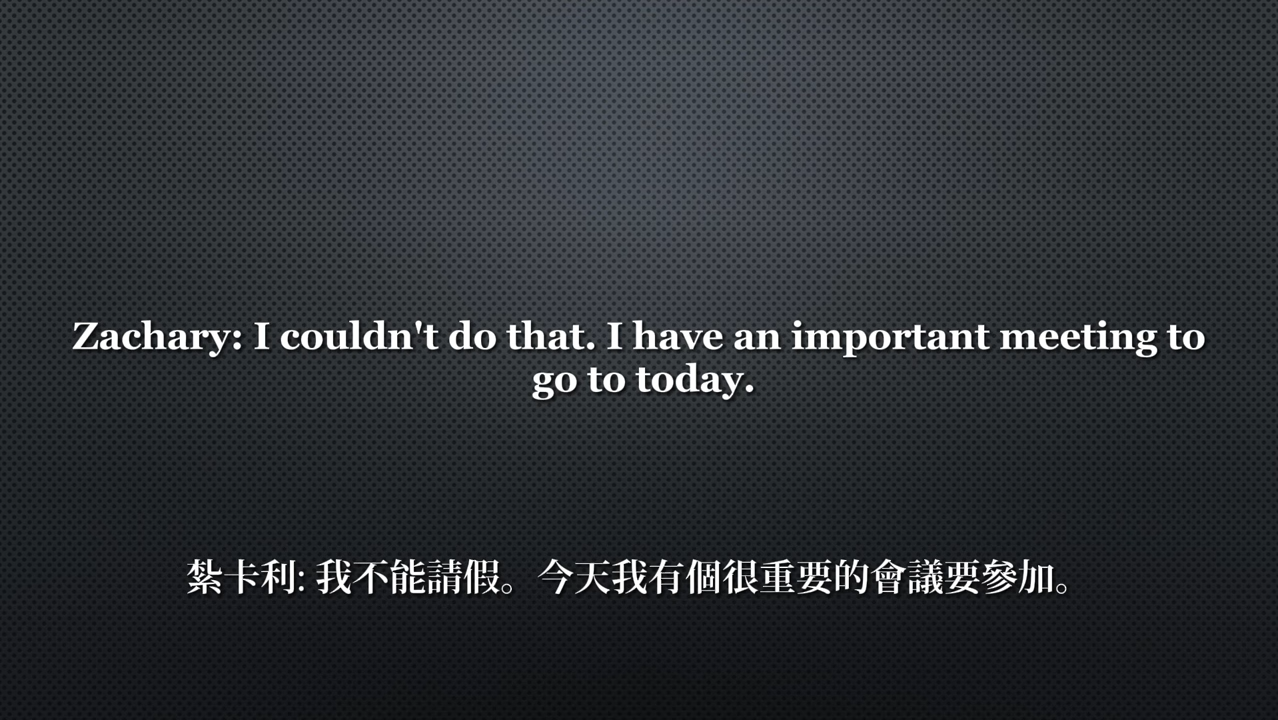 Zachary: I couldn't do that. I have an important meeting to
go to today.
紮卡利: 我不能請假。今天我有個很重要的會議要參加。